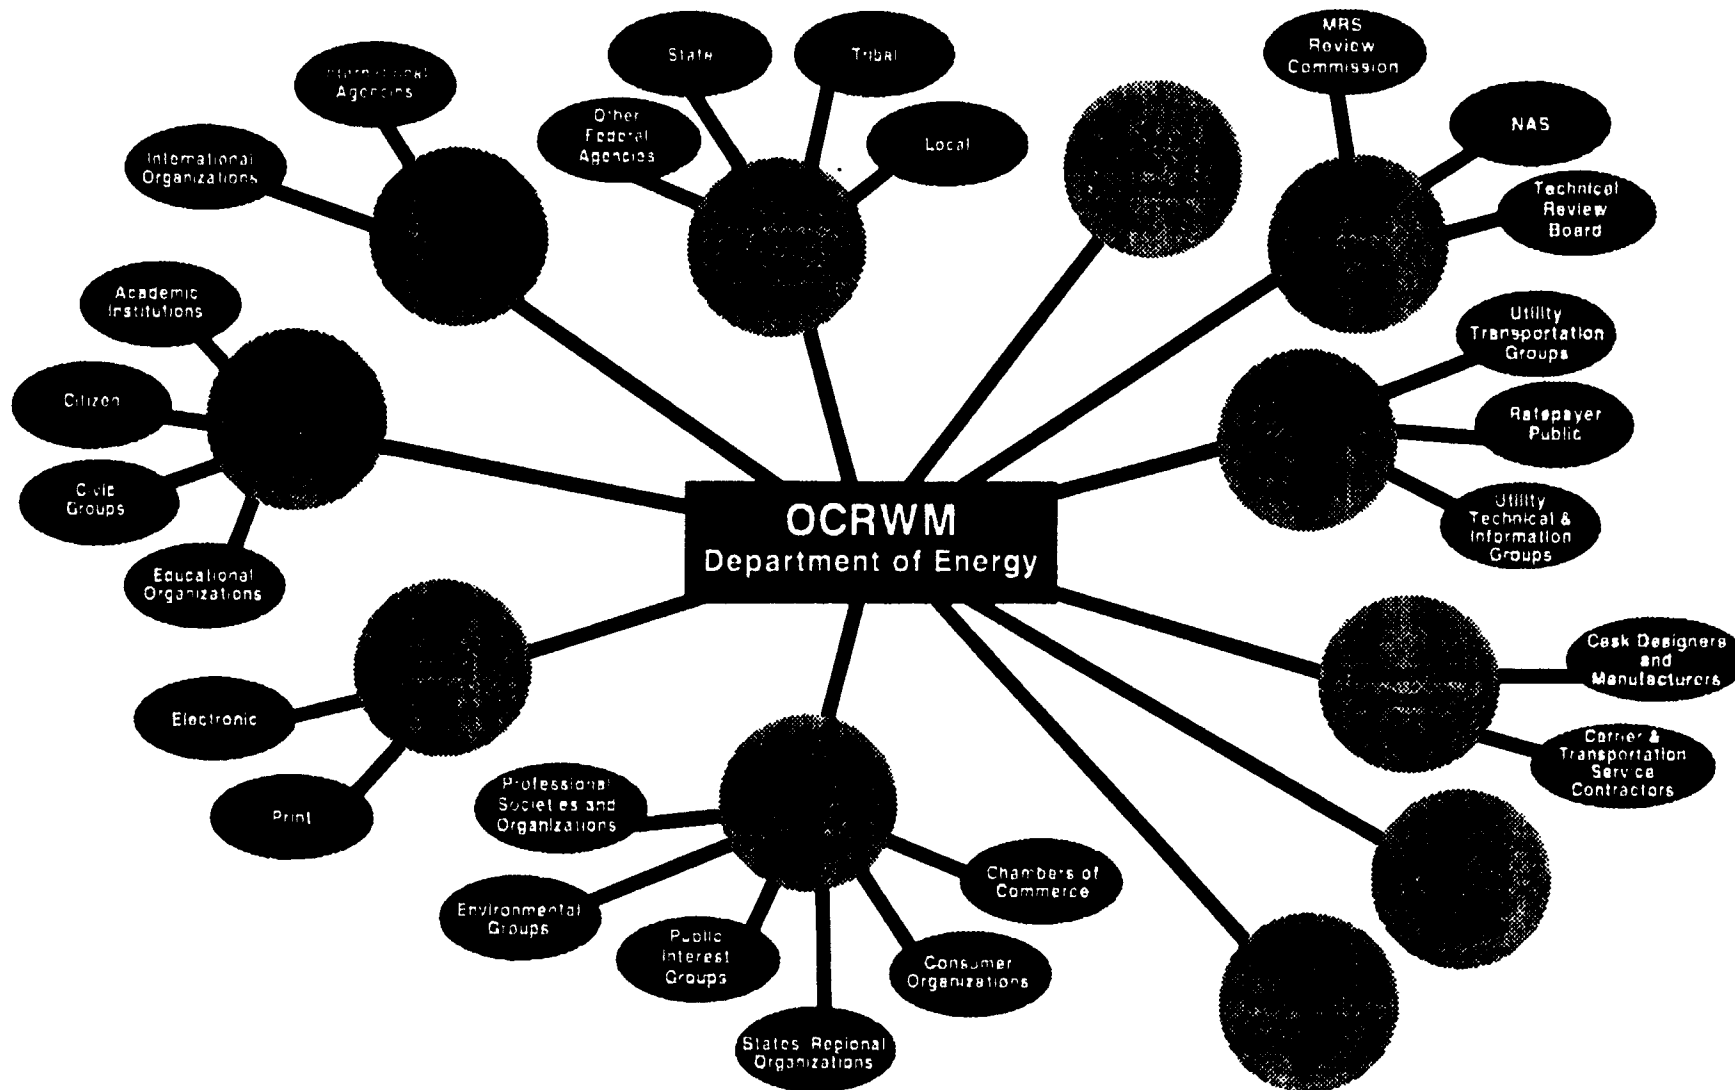 International
Agencies
International
Organizations
State
Tribal
Other
Federal
Agencies
Local
MRS
Review
Commission
NAS
Technical
Review
Board
Academic
Institutions
Citizen
Civic
Groups
Educational
Organizations
Utility
Transportation
Groups
Ratepayer
Public
Utility
Technical &
Information
Groups
OCRWM
Department of Energy
Electronic
Print
Cask Designers
and
Manufacturers
Carrier &
Transportation
Service
Contractors
Professional
Societies and
Organizations
Environmental
Groups
Public
Interest
Groups
States Regional
Organizations
Consumer
Organizations
Chambers of
Commerce